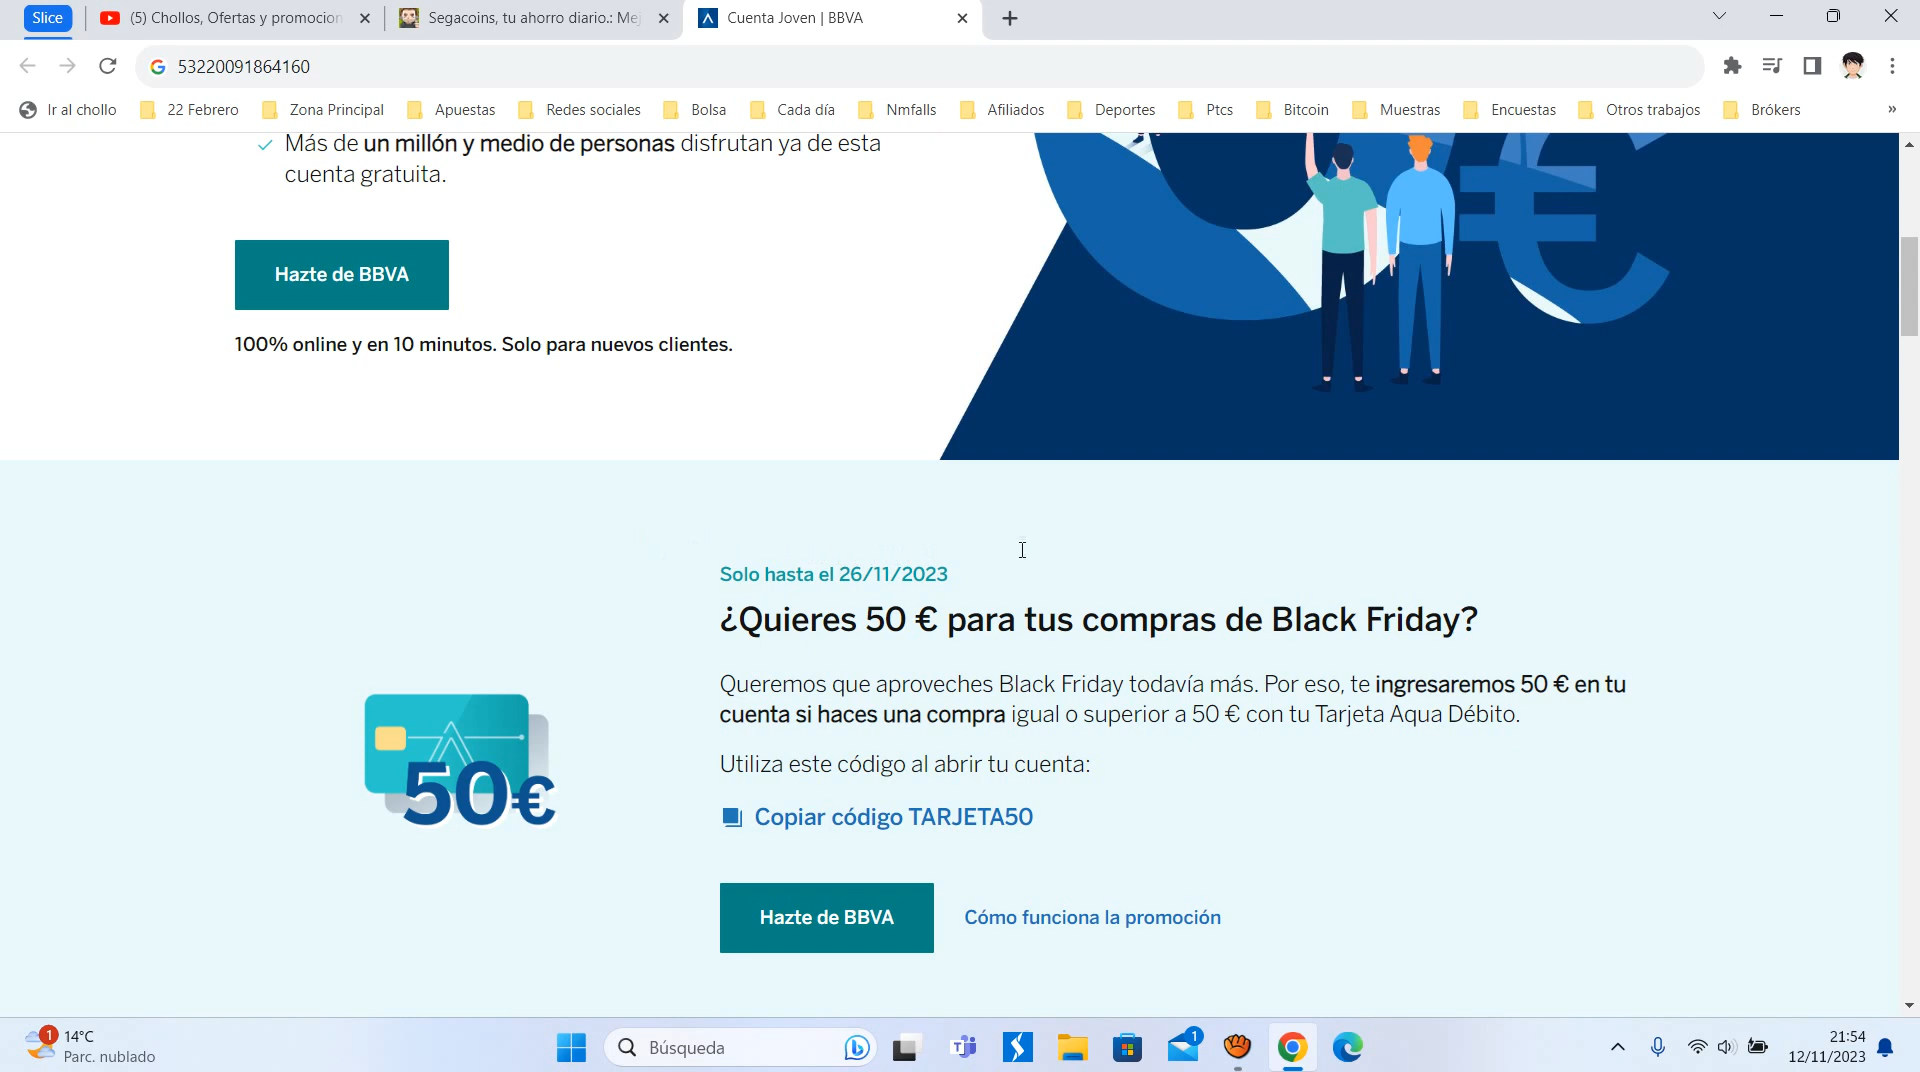 Slice
(5) Chollos, Ofertas y promocion
Segacoins, tu ahorro diario.: Me
Cuenta Joven | BBVA
53220091864160
Ir al chollo
22 Febrero
Zona Principal
Apuestas
Redes sociales
Bolsa
Cada día
Nmfalls
Afiliados
Deportes
Ptcs
Bitcoin
Muestras
Encuestas
Otros trabajos
Brókers
»
Más de un millón y medio de personas disfrutan ya de esta
cuenta gratuita.
Hazte de BBVA
100% online y en 10 minutos. Solo para nuevos clientes.
Solo hasta el 26/11/2023
¿Quieres 50 € para tus compras de Black Friday?
Queremos que aproveches Black Friday todavía más. Por eso, te ingresaremos 50 € en tu
cuenta si haces una compra igual o superior a 50 € con tu Tarjeta Aqua Débito.
Utiliza este código al abrir tu cuenta:
Copiar código TARJETA50
50€
Hazte de BBVA
Cómo funciona la promoción
1
14°C
Parc. nublado
Búsqueda
1
21:54
12/11/2023